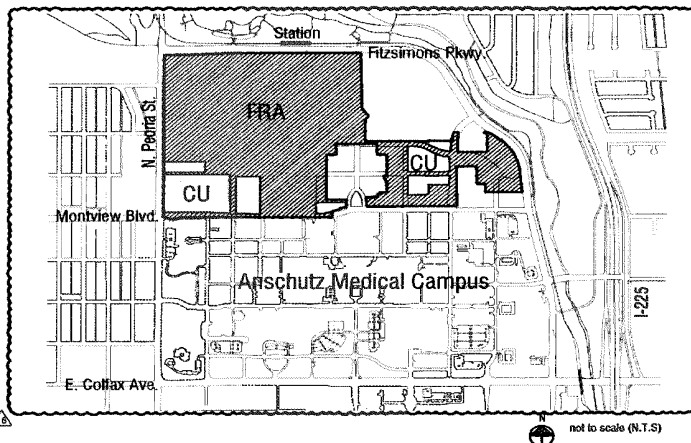 Station
Fitzsimons Pkwy.
FRA
N. Peoria St.
CU
CU
Montview Blvd.
Anschutz Medical Campus
I-225
E. Colfax Ave.
N
not to scale (N.T.S)